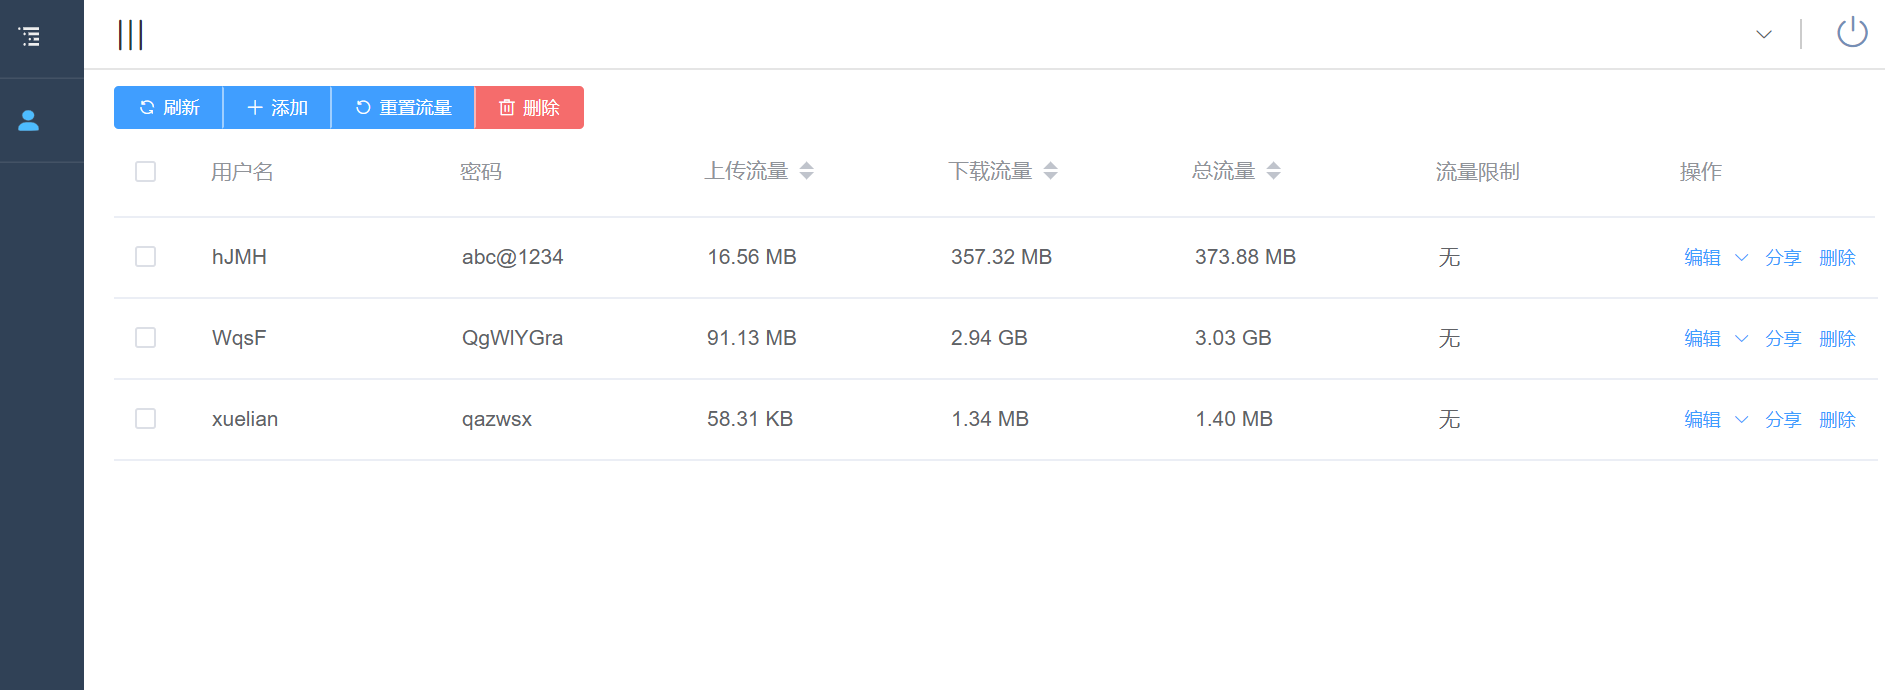 刷新 添加 重置流量 删除
用户名 密码 上传流量 下载流量 总流量 流量限制 操作
hJMH abc@1234 16.56 MB 357.32 MB 373.88 MB 无 编辑 分享 删除
WqsF QgWlYGra 91.13 MB 2.94 GB 3.03 GB 无 编辑 分享 删除
xuelian qazwsx 58.31 KB 1.34 MB 1.40 MB 无 编辑 分享 删除